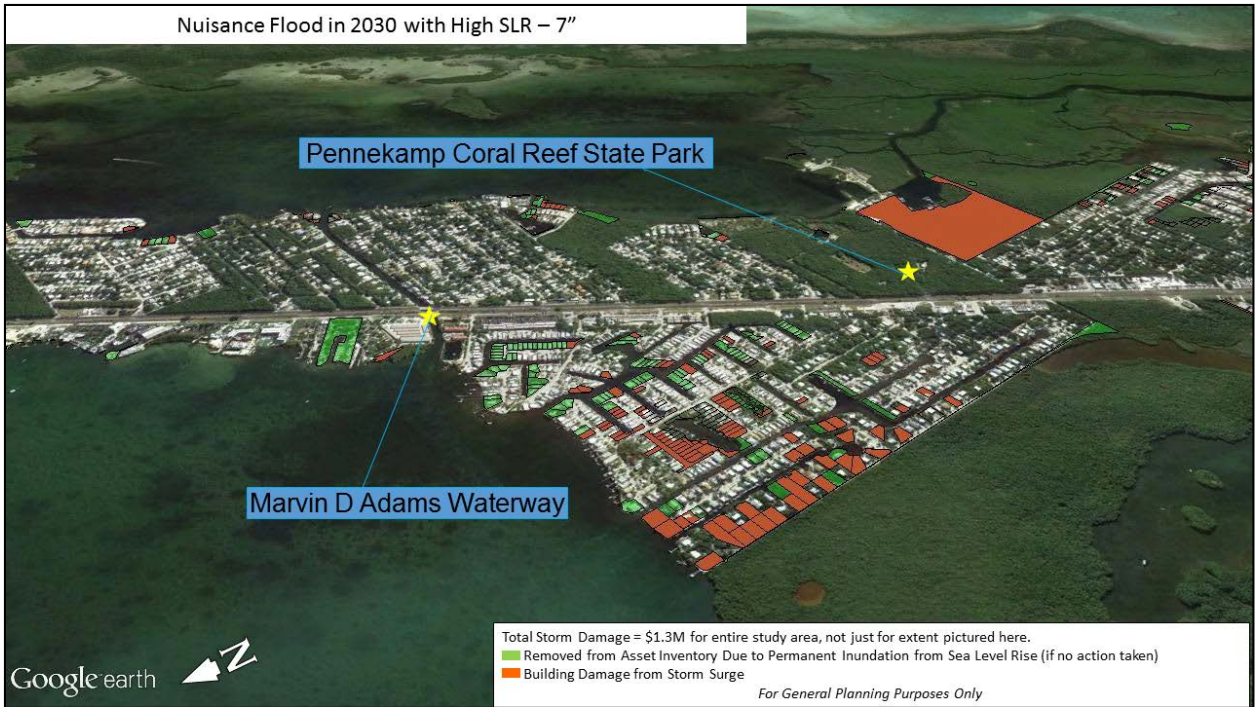 Nuisance Flood in 2030 with High SLR – 7”
Pennekamp Coral Reef State Park
Marvin D Adams Waterway
Total Storm Damage = $1.3M for entire study area, not just for extent pictured here.
Removed from Asset Inventory Due to Permanent Inundation from Sea Level Rise (if no action taken)
Building Damage from Storm Surge
For General Planning Purposes Only
Google earth
N